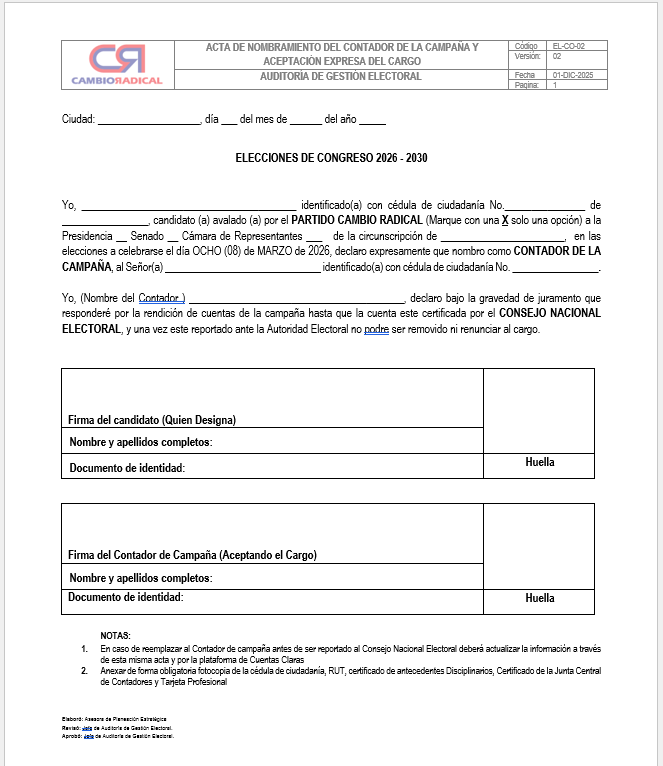 CAMBIO RADICAL
ACTA DE NOMBRAMIENTO DEL CONTADOR DE LA CAMPAÑA Y
ACEPTACIÓN EXPRESA DEL CARGO
AUDITORÍA DE GESTIÓN ELECTORAL
Código EL-CO-02
Versión: 02
Fecha 01-DIC-2025
Pagina: 1
Ciudad: ____________________, día ___ del mes de ______ del año _____
ELECCIONES DE CONGRESO 2026 - 2030
Yo, ________________________________________ identificado(a) con cédula de ciudadanía No._______________ de
________________, candidato (a) avalado (a) por el PARTIDO CAMBIO RADICAL (Marque con una X solo una opción) a la
Presidencia __ Senado __ Cámara de Representantes ___ de la circunscripción de _______________________, en las
elecciones a celebrarse el día OCHO (08) de MARZO de 2026, declaro expresamente que nombro como CONTADOR DE LA
CAMPAÑA, al Señor(a) _____________________________ identificado(a) con cédula de ciudadanía No. ________________.
Yo, (Nombre del Contador ) ________________________________________, declaro bajo la gravedad de juramento que
responderé por la rendición de cuentas de la campaña hasta que la cuenta este certificada por el CONSEJO NACIONAL
ELECTORAL, y una vez este reportado ante la Autoridad Electoral no podre ser removido ni renunciar al cargo.
Firma del candidato (Quien Designa)
Nombre y apellidos completos:
Documento de identidad:
Huella
Firma del Contador de Campaña (Aceptando el Cargo)
Nombre y apellidos completos:
Documento de identidad:
Huella
NOTAS:
1. En caso de reemplazar al Contador de campaña antes de ser reportado al Consejo Nacional Electoral deberá actualizar la información a través
de esta misma acta y por la plataforma de Cuentas Claras
2. Anexar de forma obligatoria fotocopia de la cédula de ciudadanía, RUT, certificado de antecedentes Disciplinarios, Certificado de la Junta Central
de Contadores y Tarjeta Profesional
Elaboró: Asesora de Planeación Estratégica
Revisó: Jefe de Auditoría de Gestión Electoral.
Aprobó: Jefe de Auditoría de Gestión Electoral.